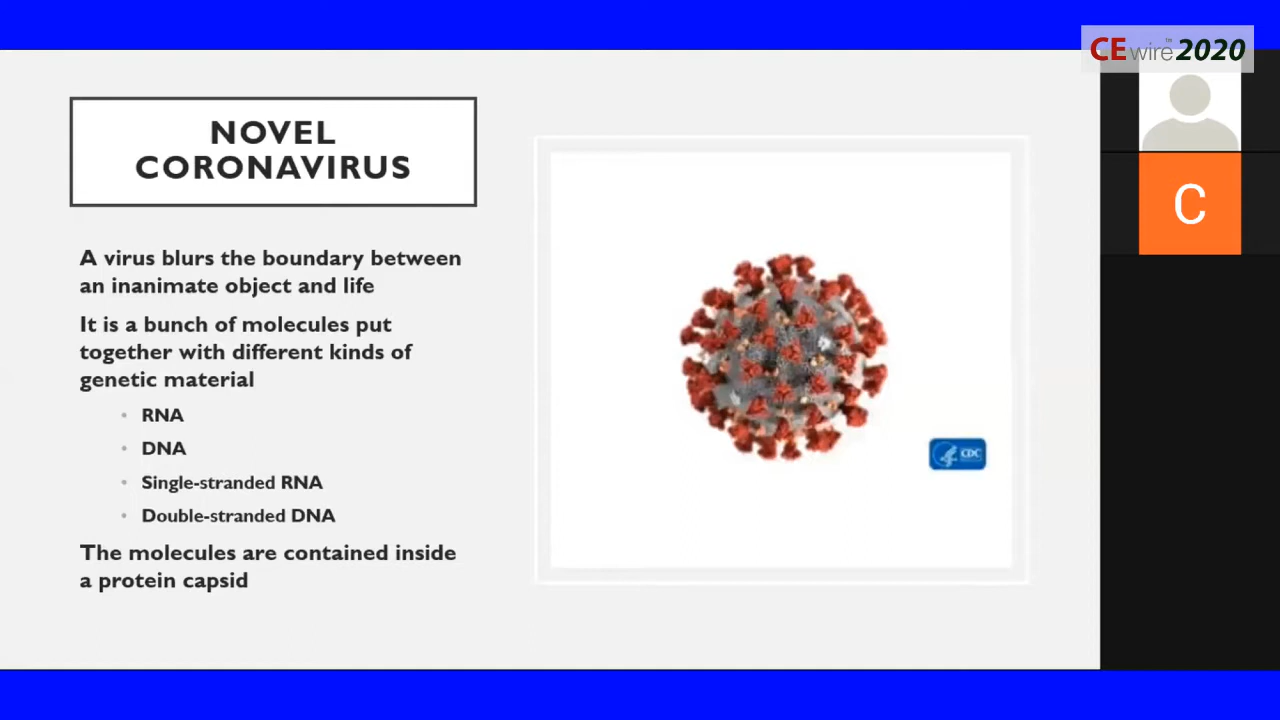 CEwire™2020
NOVEL
CORONAVIRUS
A virus blurs the boundary between
an inanimate object and life
It is a bunch of molecules put
together with different kinds of
genetic material
• RNA
• DNA
• Single-stranded RNA
• Double-stranded DNA
The molecules are contained inside
a protein capsid
CDC
C